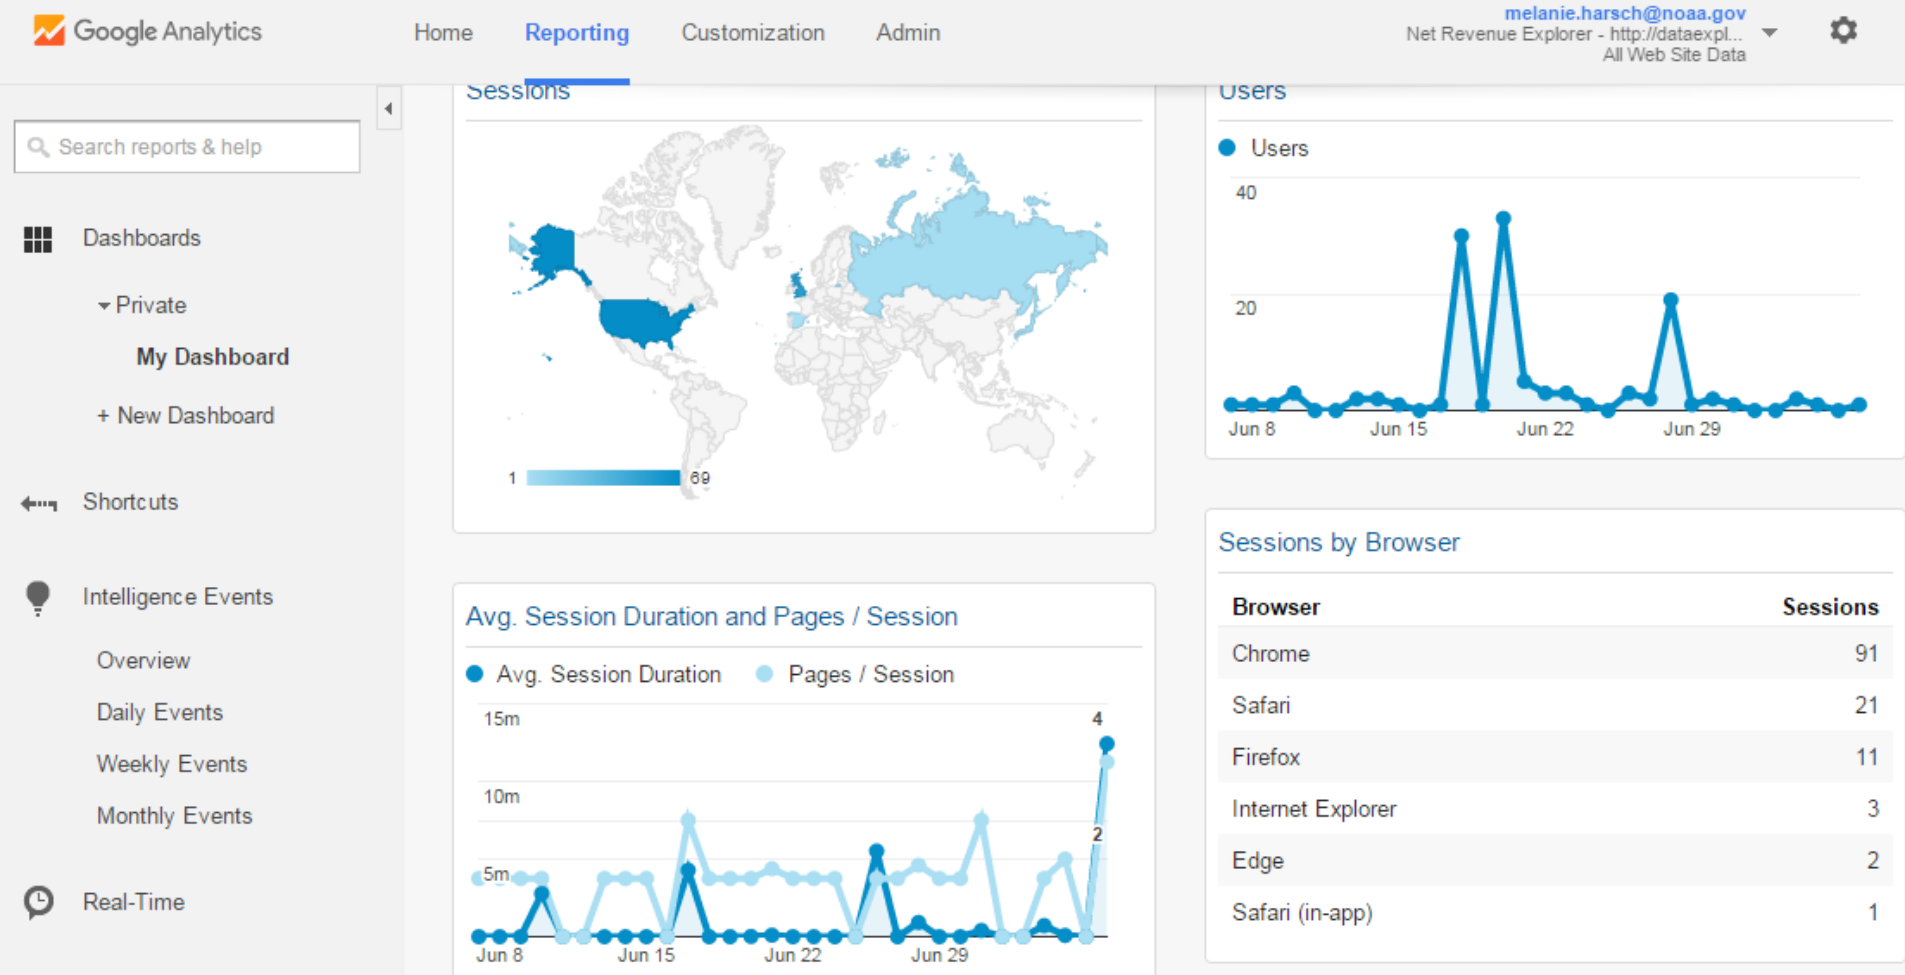 Google Analytics
Home
Reporting
Customization
Admin
melanie.harsch@noaa.gov
Net Revenue Explorer - http://dataexpl...
All Web Site Data
Search reports & help
Dashboards
Private
My Dashboard
+ New Dashboard
Shortcuts
Intelligence Events
Overview
Daily Events
Weekly Events
Monthly Events
Real-Time
Sessions
1
69
Avg. Session Duration and Pages / Session
Avg. Session Duration
Pages / Session
15m
4
10m
2
5m
Jun 8
Jun 15
Jun 22
Jun 29
Users
Users
40
20
Jun 8
Jun 15
Jun 22
Jun 29
Sessions by Browser
Browser Sessions
Chrome 91
Safari 21
Firefox 11
Internet Explorer 3
Edge 2
Safari (in-app) 1